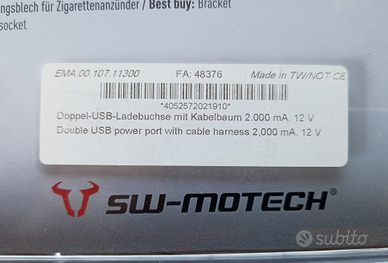 ngsblech für Zigarettenanzünder / Best buy: Bracket
socket
EMA.00.107.11300 FA: 48376 Made in TW/NOT CE
*4052572021910*
Doppel-USB-Ladebuchse mit Kabelbaum 2.000 mA. 12 V
Double USB power port with cable harness 2,000 mA. 12 V
SW-MOTECH®
subito